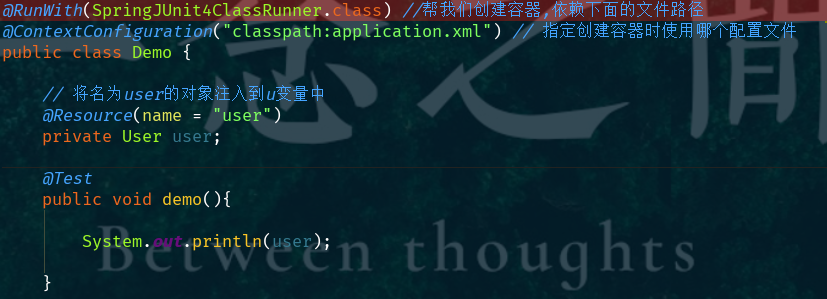 @RunWith(SpringJUnit4ClassRunner.class) //帮我们创建容器,依赖下面的文件路径
@ContextConfiguration("classpath:application.xml") // 指定创建容器时使用哪个配置文件
public class Demo {
// 将名为user的对象注入到u变量中
@Resource(name = "user")
private User user;
@Test
public void demo(){
System.out.println(user);
}
Between thoughts